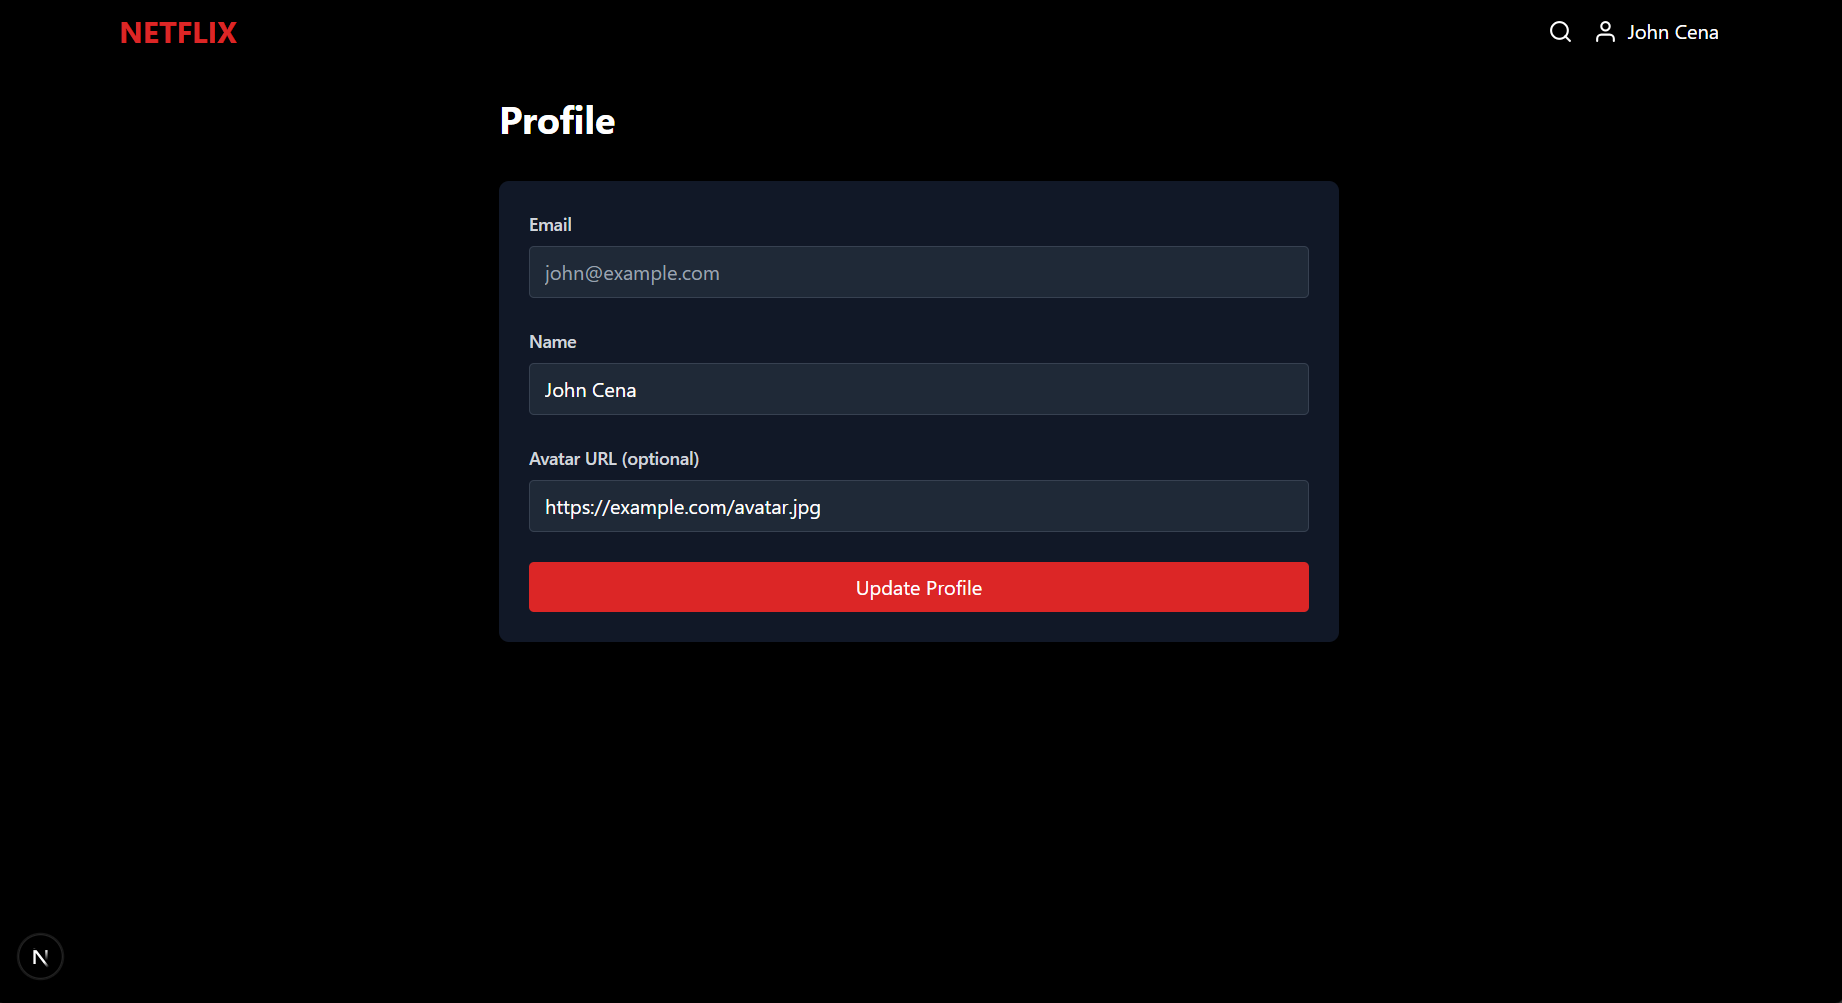 NETFLIX
John Cena
Profile
Email
john@example.com
Name
John Cena
Avatar URL (optional)
https://example.com/avatar.jpg
Update Profile
N